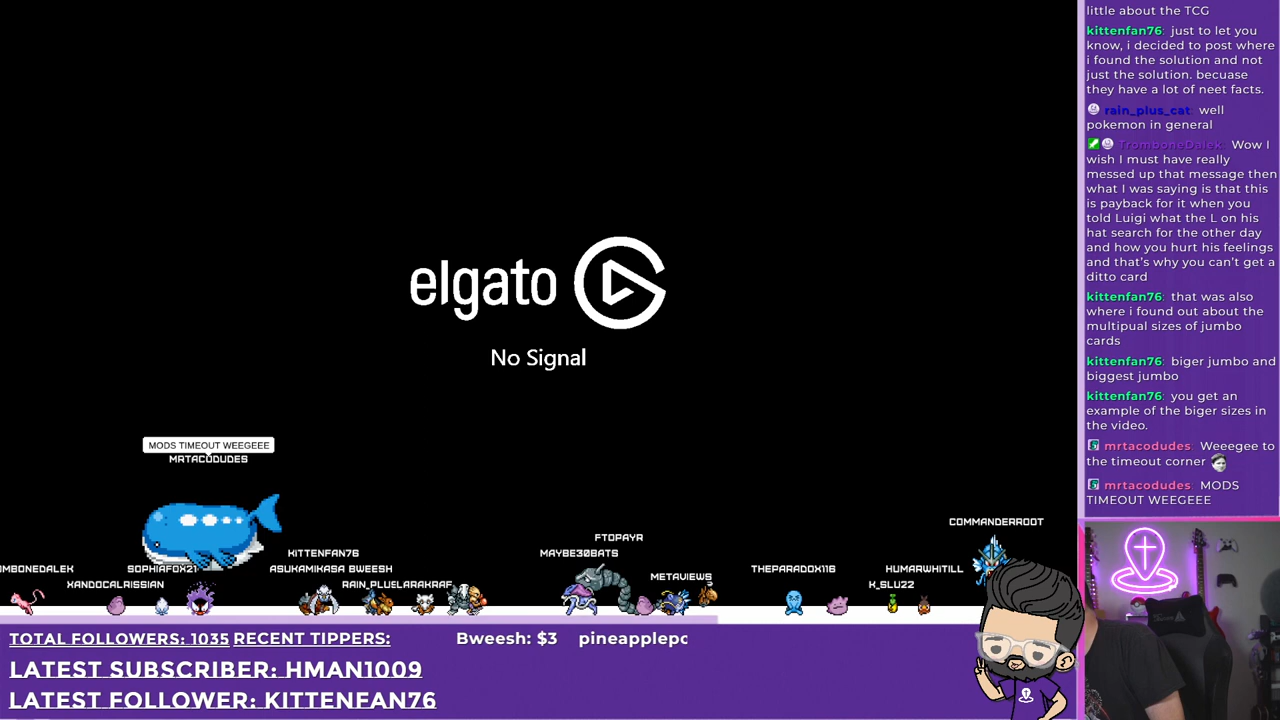 elgato
No Signal
MODS TIMEOUT WEEGEEE
MRTACODUDES
COMMANDERROOT
FTOPAYR
KITTENFAN76
MAYBE30BATS
OMBONEDALEK
SOPHIAFOX21
ASUKAMIKASA BWEESH
METAVIEWS
THEPARADOX116
HUMARWHITILL
XANDOCALRISSIAN
RAIN_PLUSLARAKRAF
K_SLU22
TOTAL FOLLOWERS: 1035 RECENT TIPPERS: Bweesh: $3 pineapplepc
LATEST SUBSCRIBER: HMAN1009
LATEST FOLLOWER: KITTENFAN76
little about the TCG
kittenfan76: just to let you
know, i decided to post where
i found the solution and not
just the solution. becuase
they have a lot of neet facts.
rain_plus_cat: well
pokemon in general
TromboneDalek: Wow I
wish I must have really
messed up that message then
what I was saying is that this
is payback for it when you
told Luigi what the L on his
hat search for the other day
and how you hurt his feelings
and that's why you can't get a
ditto card
kittenfan76: that was also
where i found out about the
multipual sizes of jumbo
cards
kittenfan76: biger jumbo and
biggest jumbo
kittenfan76: you get an
example of the biger sizes in
the video.
mrtacodudes: Weeegee to
the timeout corner
mrtacodudes: MODS
TIMEOUT WEEGEEE